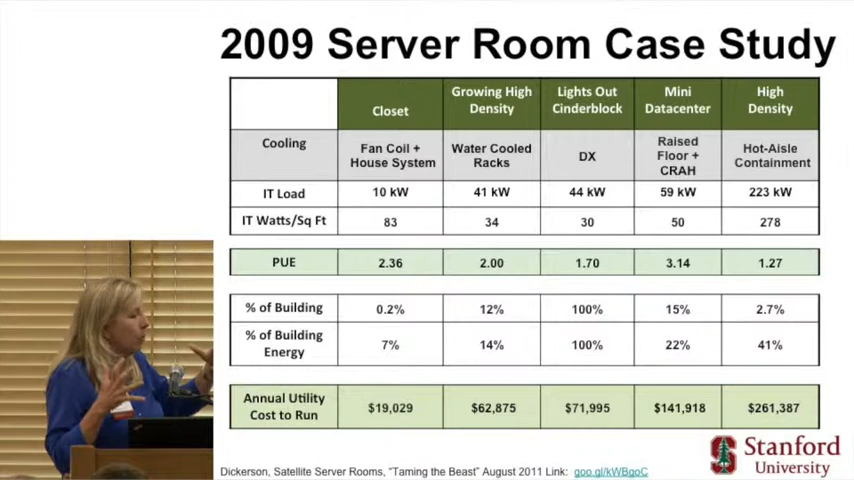 2009 Server Room Case Study
Closet
Growing High
Density
Lights Out
Cinderblock
Mini
Datacenter
High
Density
Cooling
Fan Coil +
House System
Water Cooled
Racks
DX
Raised
Floor +
CRAH
Hot-Aisle
Containment
IT Load 10 kW 41 kW 44 kW 59 kW 223 kW
IT Watts/Sq Ft 83 34 30 50 278
PUE 2.36 2.00 1.70 3.14 1.27
% of Building 0.2% 12% 100% 15% 2.7%
% of Building
Energy
7% 14% 100% 22% 41%
Annual Utility
Cost to Run
$19,029 $62,875 $71,995 $141,918 $261,387
Dickerson, Satellite Server Rooms, "Taming the Beast" August 2011 Link: goo.gl/kWBgoC
Stanford
University